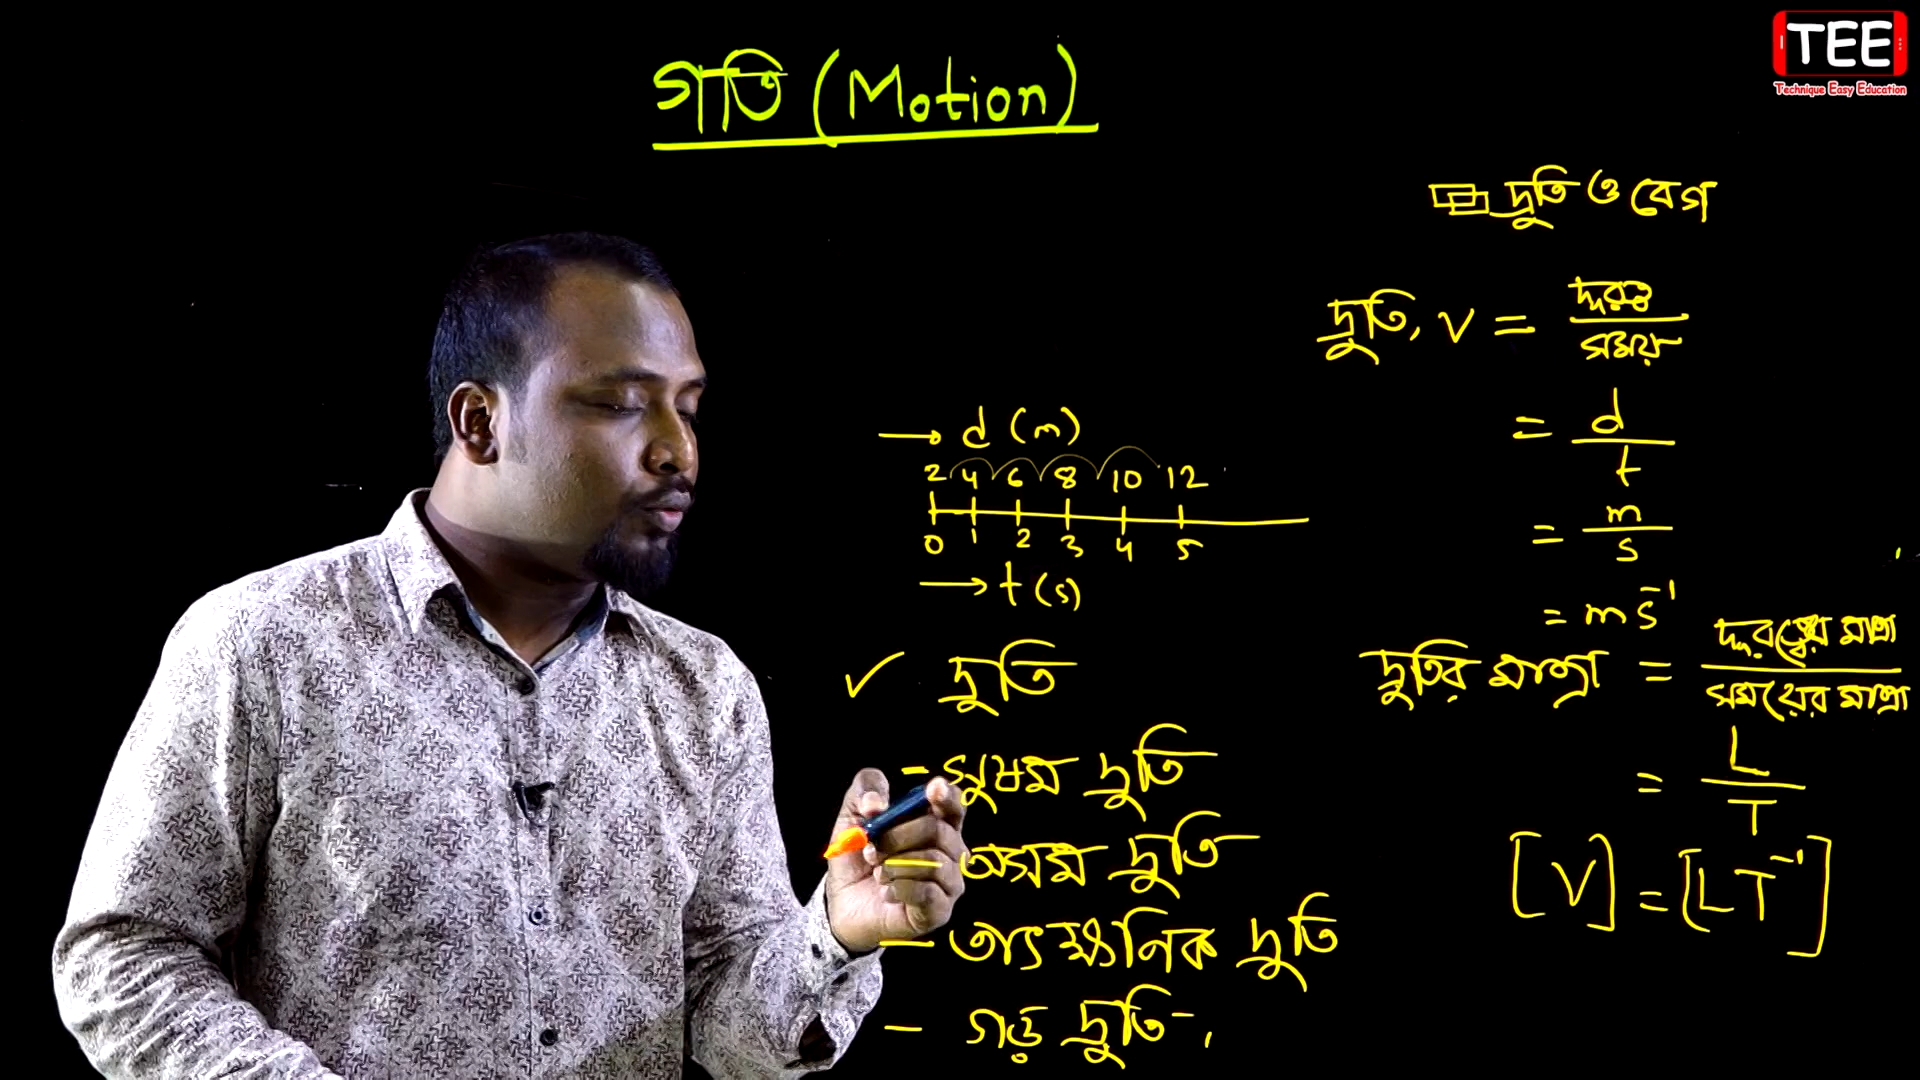 গতি (Motion)
TEE
Technique Easy Education
দ্রুতি ও বেগ
দ্রুতি, v = দূরত্ব / সময়
= d / t
= m / s
= ms⁻¹
দ্রুতির মাত্রা = দূরত্বের মাত্রা / সময়ের মাত্রা
= L / T
[V] = [LT⁻¹]
→ d (m)
2 4 6 8 10 12
0 1 2 3 4 5
→ t (s)
✓ দ্রুতি
- সুষম দ্রুতি
- অসম দ্রুতি
- তাৎক্ষণিক দ্রুতি
- গড় দ্রুতি